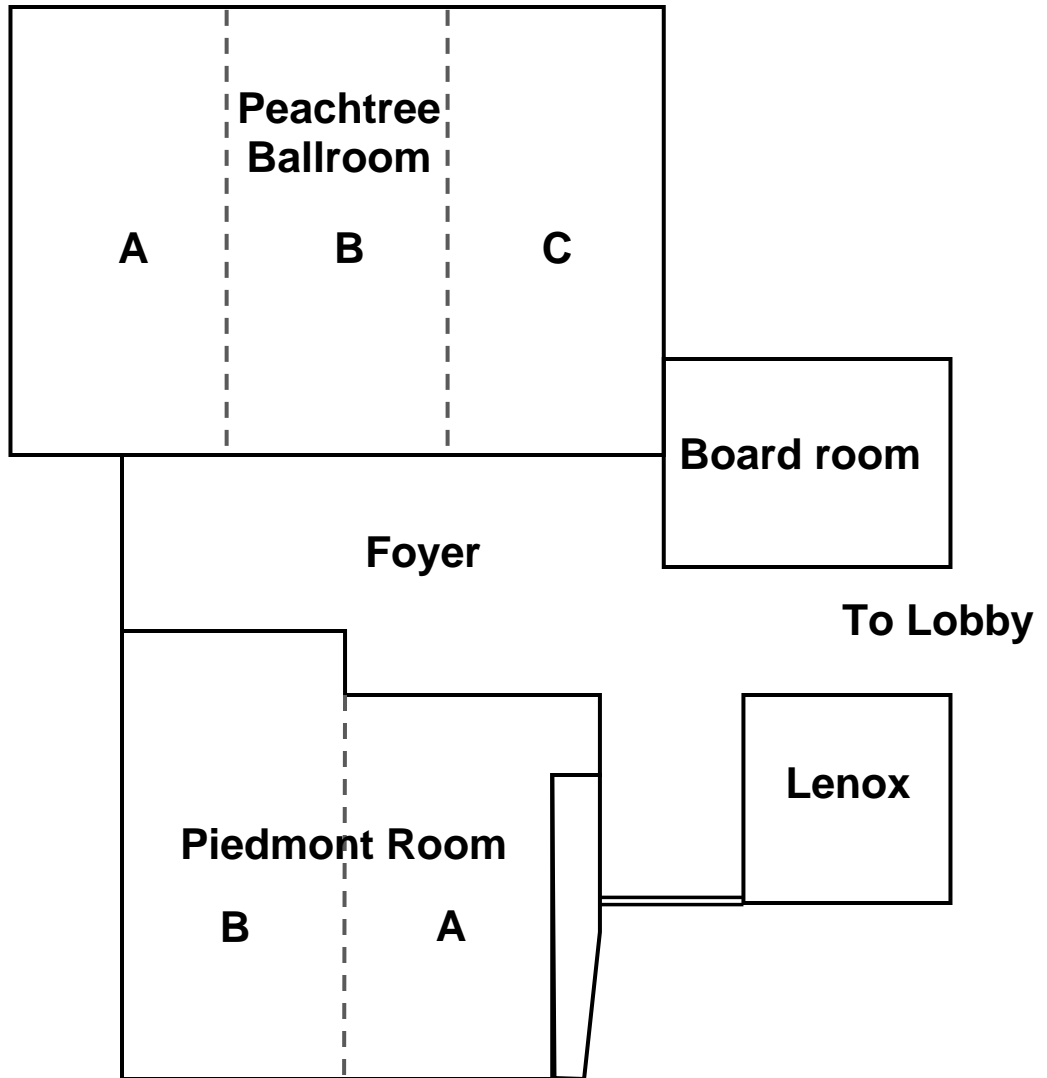 Peachtree
Ballroom
A
B
C
Board room
Foyer
To Lobby
Lenox
Piedmont Room
B
A